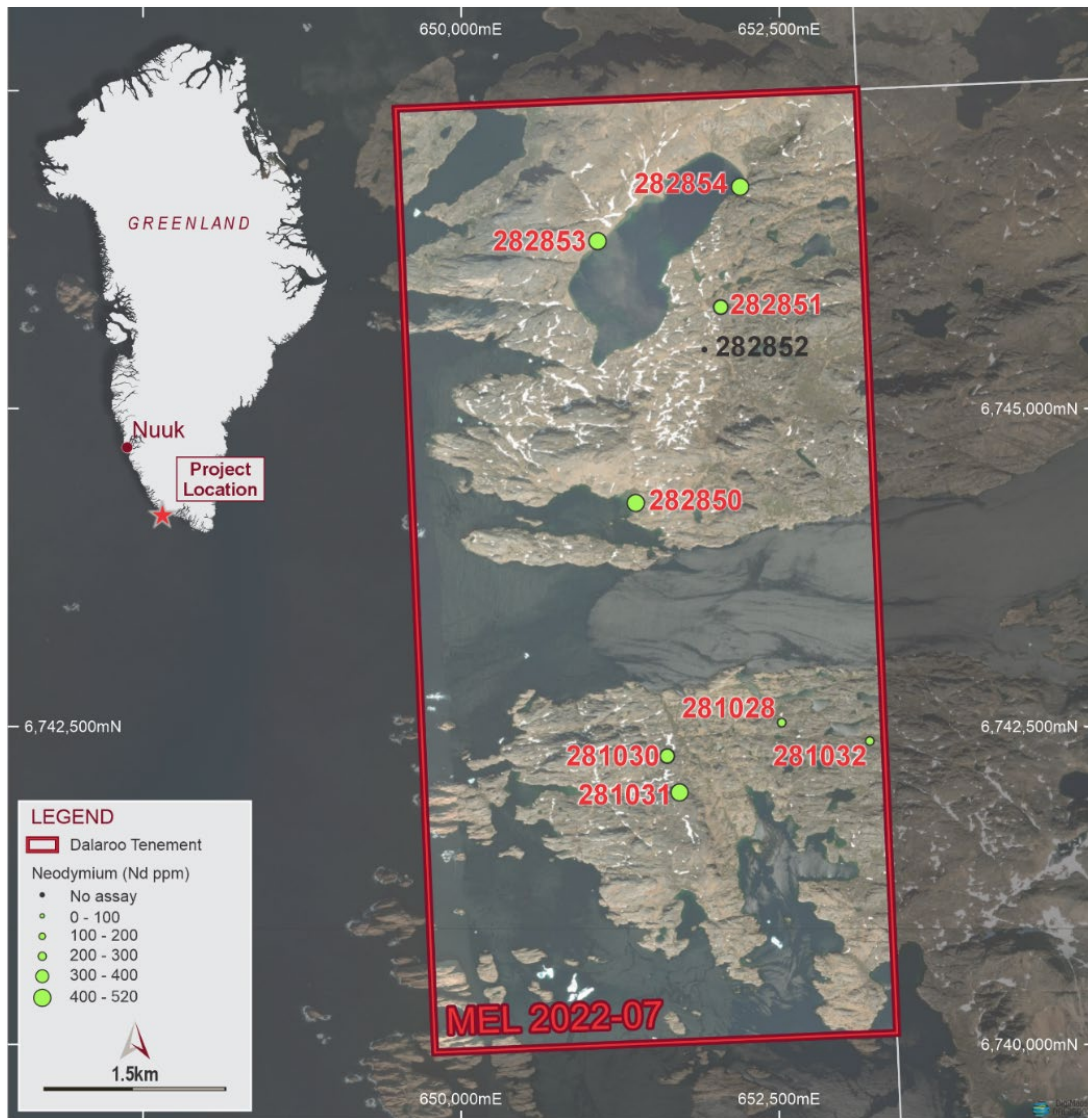 650,000mE
652,500mE
GREENLAND
282854
282853
282851
282852
6,745,000mN
Nuuk
Project
Location
282850
281028
6,742,500mN
6,742,500mN
281030
281032
281031
LEGEND
Dalaroo Tenement
Neodymium (Nd ppm)
No assay
0 - 100
100 - 200
200 - 300
300 - 400
400 - 520
1.5km
MEL 2022-07
6,740,000mN
650,000mE
652,500mE